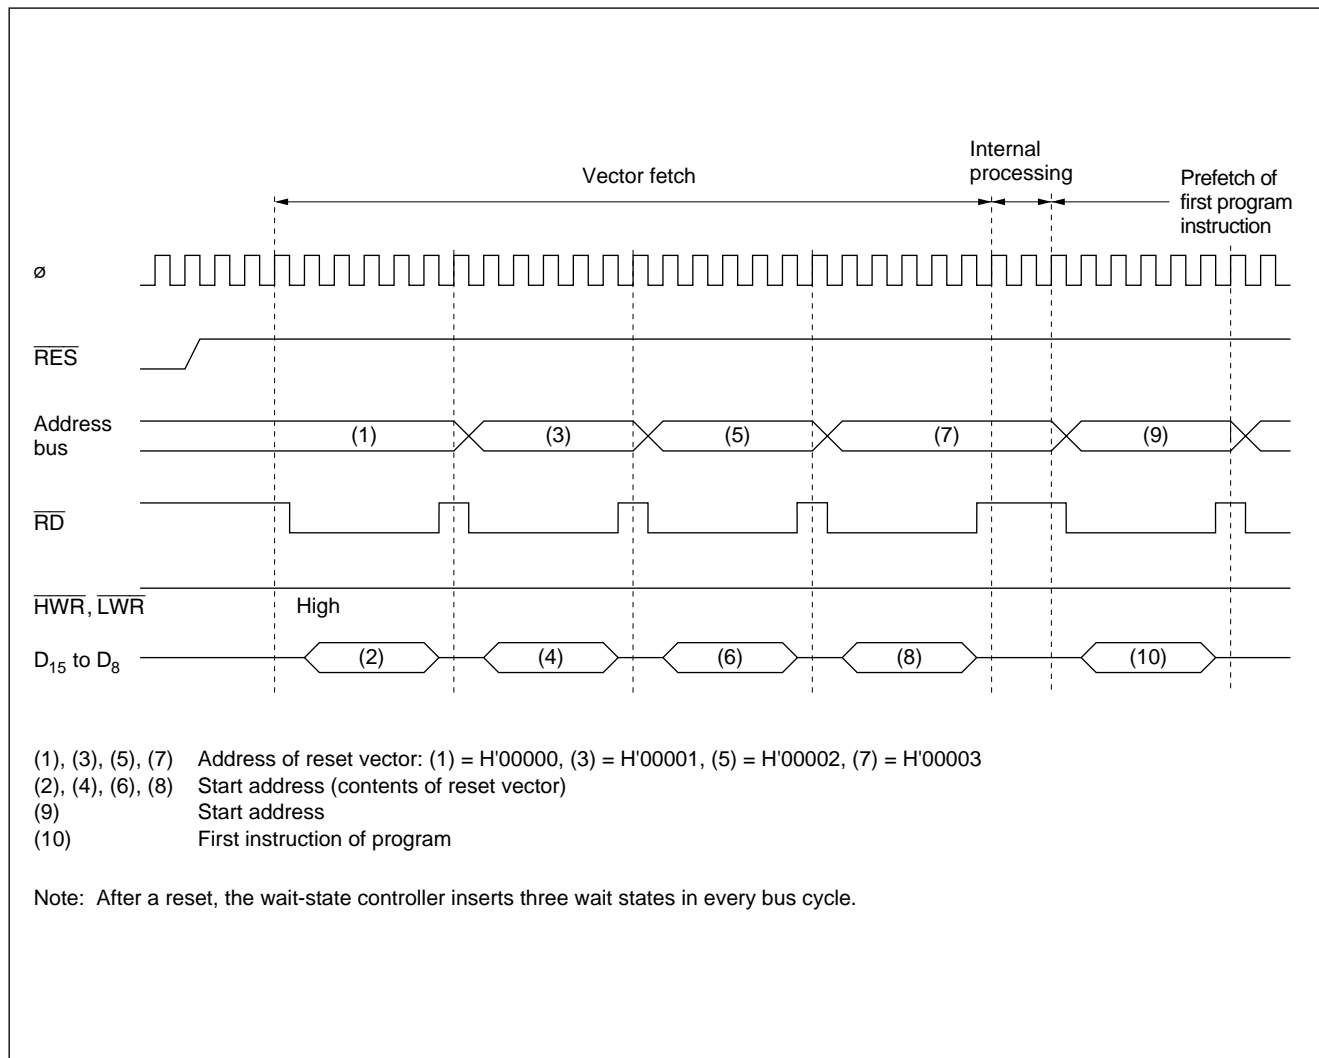 Internal
processing
Vector fetch
Prefetch of
first program
instruction
ø
RES
Address
bus
(1) (3) (5) (7) (9)
RD
HWR, LWR High
D15 to D8 (2) (4) (6) (8) (10)
(1), (3), (5), (7) Address of reset vector: (1) = H'00000, (3) = H'00001, (5) = H'00002, (7) = H'00003
(2), (4), (6), (8) Start address (contents of reset vector)
(9) Start address
(10) First instruction of program
Note: After a reset, the wait-state controller inserts three wait states in every bus cycle.